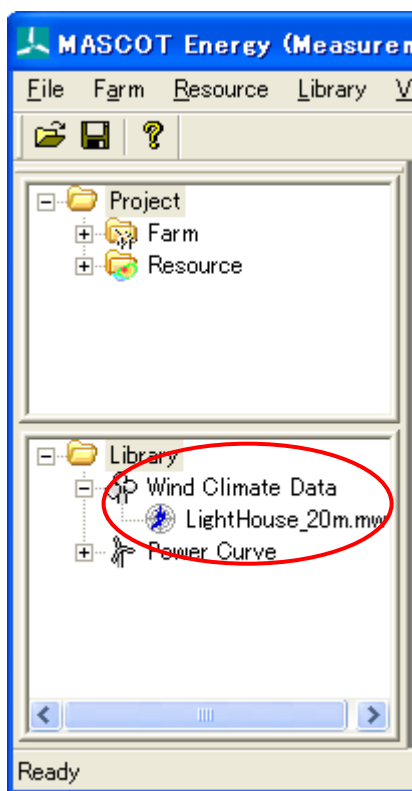 MASCOT Energy (Measurem
File Farm Resource Library V
Project
Farm
Resource
Library
Wind Climate Data
LightHouse_20m.mw
Power Curve
Ready